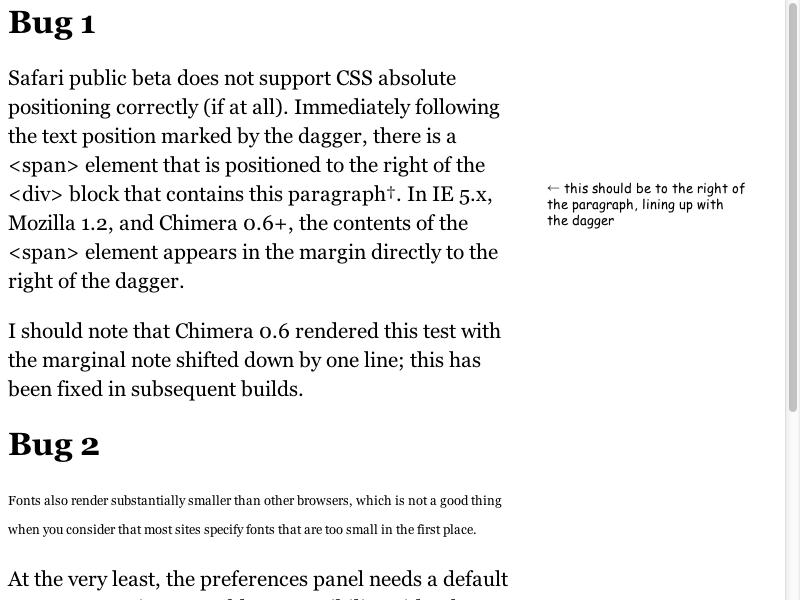 Bug 1
Safari public beta does not support CSS absolute
positioning correctly (if at all). Immediately following
the text position marked by the dagger, there is a
<span> element that is positioned to the right of the
<div> block that contains this paragraph†. In IE 5.x,
Mozilla 1.2, and Chimera 0.6+, the contents of the
<span> element appears in the margin directly to the
right of the dagger.
← this should be to the right of
the paragraph, lining up with
the dagger
I should note that Chimera 0.6 rendered this test with
the marginal note shifted down by one line; this has
been fixed in subsequent builds.
Bug 2
Fonts also render substantially smaller than other browsers, which is not a good thing
when you consider that most sites specify fonts that are too small in the first place.
At the very least, the preferences panel needs a default